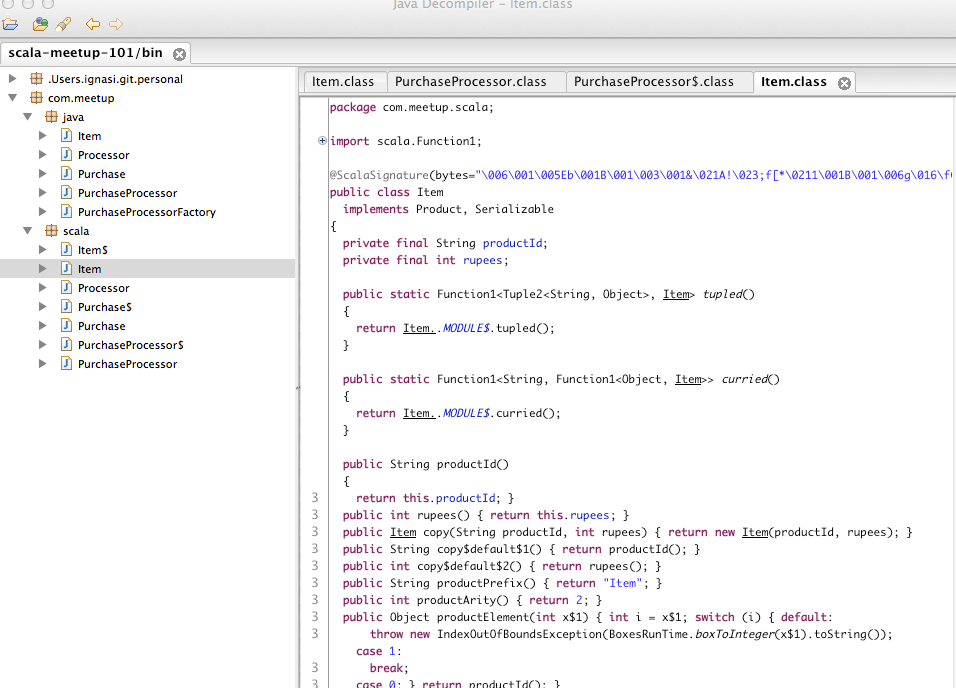 Java Decompiler – Item.class
scala-meetup-101/bin
.Users.ignasi.git.personal
com.meetup
java
Item
Processor
Purchase
PurchaseProcessor
PurchaseProcessorFactory
scala
Item$
Item
Processor
Purchase$
Purchase
PurchaseProcessor$
PurchaseProcessor
Item.class PurchaseProcessor.class PurchaseProcessor$.class Item.class
package com.meetup.scala;
import scala.Function1;
@ScalaSignature(bytes="\006\001\005Eb\001B\001\003\001&\021A!\023;f[*\0211\001B\001\006g\016\f
public class Item
implements Product, Serializable
{
private final String productId;
private final int rupees;
public static Function1<Tuple2<String, Object>, Item> tupled()
{
return Item..MODULE$.tupled();
}
public static Function1<String, Function1<Object, Item>> curried()
{
return Item..MODULE$.curried();
}
public String productId()
{
3 return this.productId; }
3 public int rupees() { return this.rupees; }
3 public Item copy(String productId, int rupees) { return new Item(productId, rupees); }
3 public String copy$default$1() { return productId(); }
3 public int copy$default$2() { return rupees(); }
3 public String productPrefix() { return "Item"; }
3 public int productArity() { return 2; }
3 public Object productElement(int x$1) { int i = x$1; switch (i) { default:
3 throw new IndexOutOfBoundsException(BoxesRunTime.boxToInteger(x$1).toString());
case 1:
3 break;
3 case 0: } return productId(); }